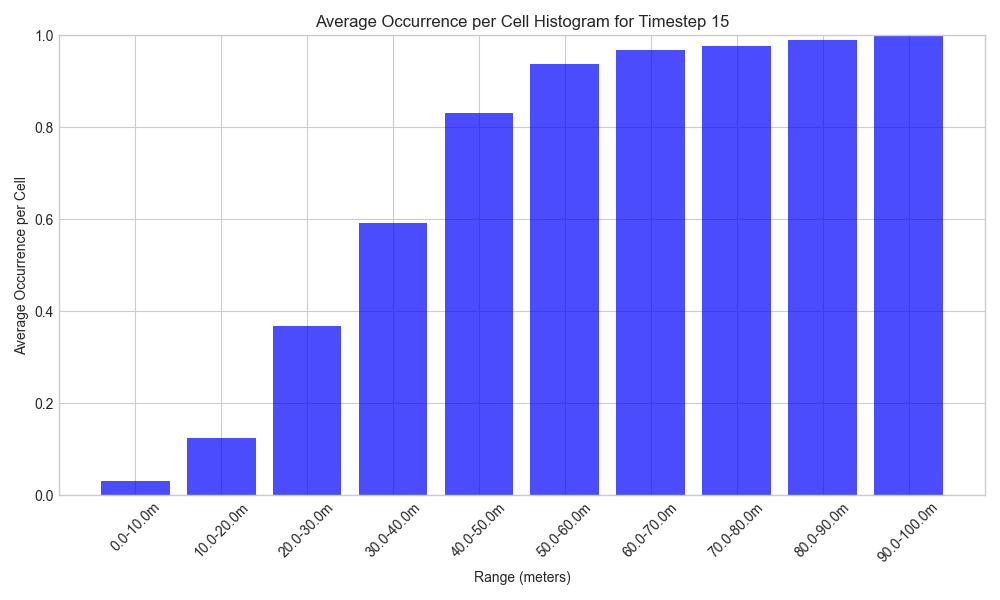 Average Occurrence per Cell Histogram for Timestep 15
Average Occurrence per Cell
1.0
0.8
0.6
0.4
0.2
0.0
0.0-10.0m
10.0-20.0m
20.0-30.0m
30.0-40.0m
40.0-50.0m
50.0-60.0m
60.0-70.0m
70.0-80.0m
80.0-90.0m
90.0-100.0m
Range (meters)